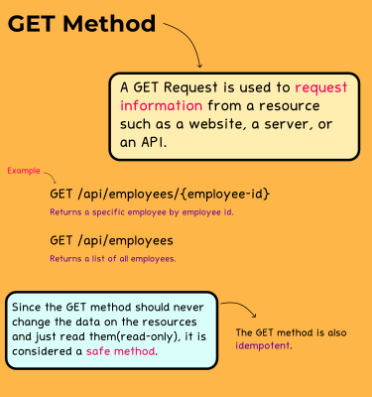 GET Method
A GET Request is used to request
information from a resource
such as a website, a server, or
an API.
Example
GET /api/employees/{employee-id}
Returns a specific employee by employee id.
GET /api/employees
Returns a list of all employees.
Since the GET method should never
change the data on the resources
and just read them(read-only), it is
considered a safe method.
The GET method is also
idempotent.